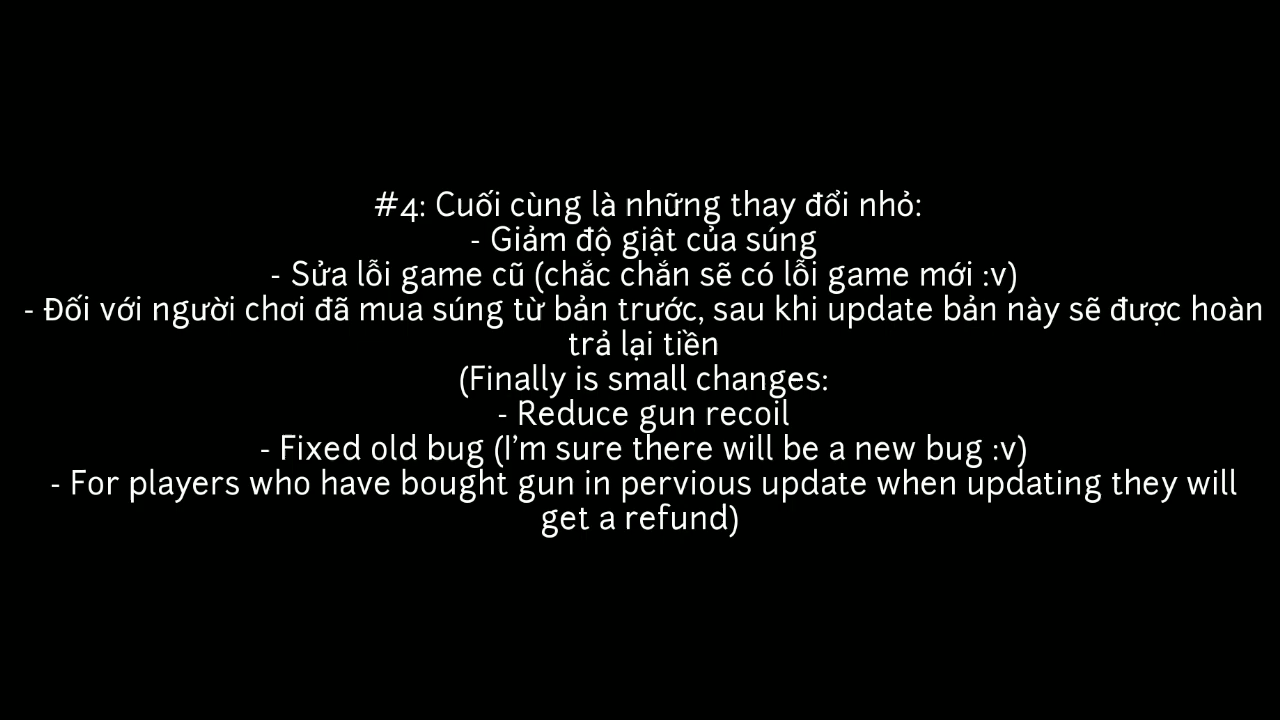 #4: Cuối cùng là những thay đổi nhỏ:
- Giảm độ giật của súng
- Sửa lỗi game cũ (chắc chắn sẽ có lỗi game mới :v)
- Đối với người chơi đã mua súng từ bản trước, sau khi update bản này sẽ được hoàn
trả lại tiền
(Finally is small changes:
- Reduce gun recoil
- Fixed old bug (I'm sure there will be a new bug :v)
- For players who have bought gun in pervious update when updating they will
get a refund)